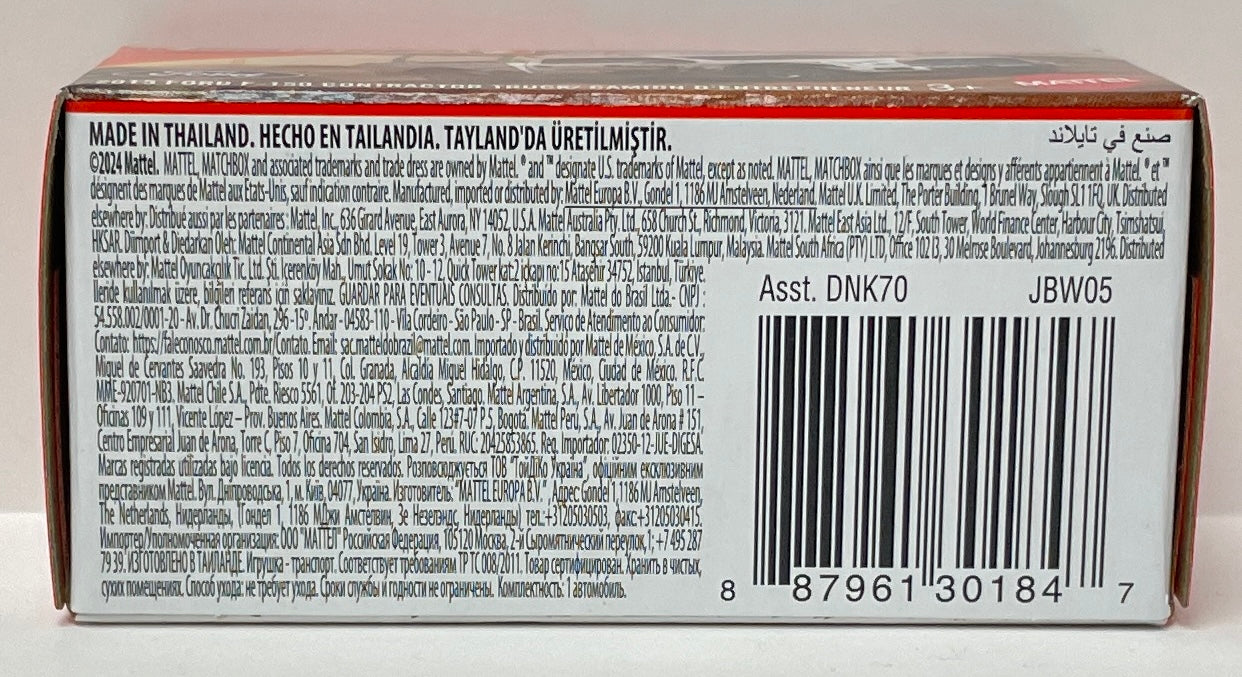 2015 FORD F-150 CONTRACTOR TRUCK D'ENTREPRENEUR 3+ MATTEL
MADE IN THAILAND. HECHO EN TAILANDIA. TAYLAND'DA ÜRETİLMİŞTİR.
صنع في تايلاند
©2024 Mattel. MATTEL, MATCHBOX and associated trademarks and trade dress are owned by Mattel. ® and ™ designate U.S. trademarks of Mattel, except as noted. MATTEL, MATCHBOX ainsi que les marques et designs y afférents appartiennent à Mattel. ® et ™
désignent des marques de Mattel aux États-Unis, sauf indication contraire. Manufactured, imported or distributed by: Mattel Europa B.V., Gondel 1, 1186 MJ Amstelveen, Nederland. Mattel U.K. Limited, The Porter Building, 1 Brunel Way, Slough SL1 1FQ, UK. Distributed
elsewhere by: Distribué aussi par les partenaires: Mattel, Inc., 636 Girard Avenue, East Aurora, NY 14052, U.S.A. Mattel Australia Pty. Ltd., 658 Church St., Richmond, Victoria, 3121. Mattel East Asia Ltd., 12/F, South Tower, World Finance Center, Harbour City, Tsimshatsui,
HKSAR. Diimport & Diedarkan Oleh: Mattel Continental Asia Sdn Bhd. Level 19, Tower 3, Avenue 7, No. 8 Jalan Kerinchi, Bangsar South, 59200 Kuala Lumpur, Malaysia. Mattel South Africa (PTY) LTD, Office 102 I3, 30 Melrose Boulevard, Johannesburg 2196. Distributed
elsewhere by: Mattel Oyuncakçılık Tic. Ltd. Şti. İçerenköy Mah., Umut Sokak No: 10 - 12, Quick Tower kat:2 iç kapı no: 15 Ataşehir 34752, İstanbul, Türkiye.
İleride kullanılmak üzere, bilgileri referans için saklayınız. GUARDAR PARA EVENTUAIS CONSULTAS. Distribuído por: Mattel do Brasil Ltda.- CNPJ :
54.558.002/0001-20 - Av. Dr. Chucri Zaidan, 296 -15º Andar - 04583-110 - Vila Cordeiro - São Paulo - SP - Brasil. Serviço de Atendimento ao Consumidor:
Contato: https://faleconosco.mattel.com.br/Contato. Email: sac.matteldobrazil@mattel.com. Importado y distribuido por Mattel de México, S.A. de C.V.,
Miguel de Cervantes Saavedra No. 193, Pisos 10 y 11, Col. Granada, Alcaldía Miguel Hidalgo, C.P. 11520, México, Ciudad de México. R.F.C.
MME-920701-NB3. Mattel Chile S.A., Pdte. Riesco 5561, Of. 203-204 PS2, Las Condes, Santiago. Mattel Argentina, S.A., Av. Libertador 1000, Piso 11 –
Oficinas 109 y 111, Vicente López – Prov. Buenos Aires. Mattel Colombia, S.A., Calle 123#7-07 P.5, Bogotá. Mattel Perú, S.A., Av. Juan de Arona # 151,
Centro Empresarial Juan de Arona, Torre C, Piso 7, Oficina 704, San Isidro, Lima 27, Perú. RUC: 20425853865. Reg. Importador: 02350-12-JUE-DIGESA.
Marcas registradas utilizadas bajo licencia. Todos los derechos reservados. Розповсюджується ТОВ "ТойДіКо Україна", офіційним ексклюзивним
представником Mattel. Вул. Дніпроводська, 1, м. Київ, 04077, Україна. Изготовитель: "MATTEL EUROPA B.V.", Адрес: Gondel 1, 1186 MJ Amstelveen,
The Netherlands, Нидерланды, (Гондел 1, 1186 МДжи Амстелвин, Зе Незелэндс, Нидерланды) тел.:+31205030503, факс:+31205030415.
Импортер/Уполномоченная организация: ООО "МАТТЕЛ" Российская Федерация, 105120 Москва, 2-й Сыромятнический переулок, 1; +7 495 287
79 39. ИЗГОТОВЛЕНО В ТАИЛАНДЕ. Игрушка - транспорт. Соответствует требованиям ТР ТС 008/2011. Товар сертифицирован. Хранить в чистых,
сухих помещениях. Способ ухода: не требует ухода. Сроки службы и годности не ограничены. Комплектность: 1 автомобиль.
Asst. DNK70 JBW05
8 87961 30184 7